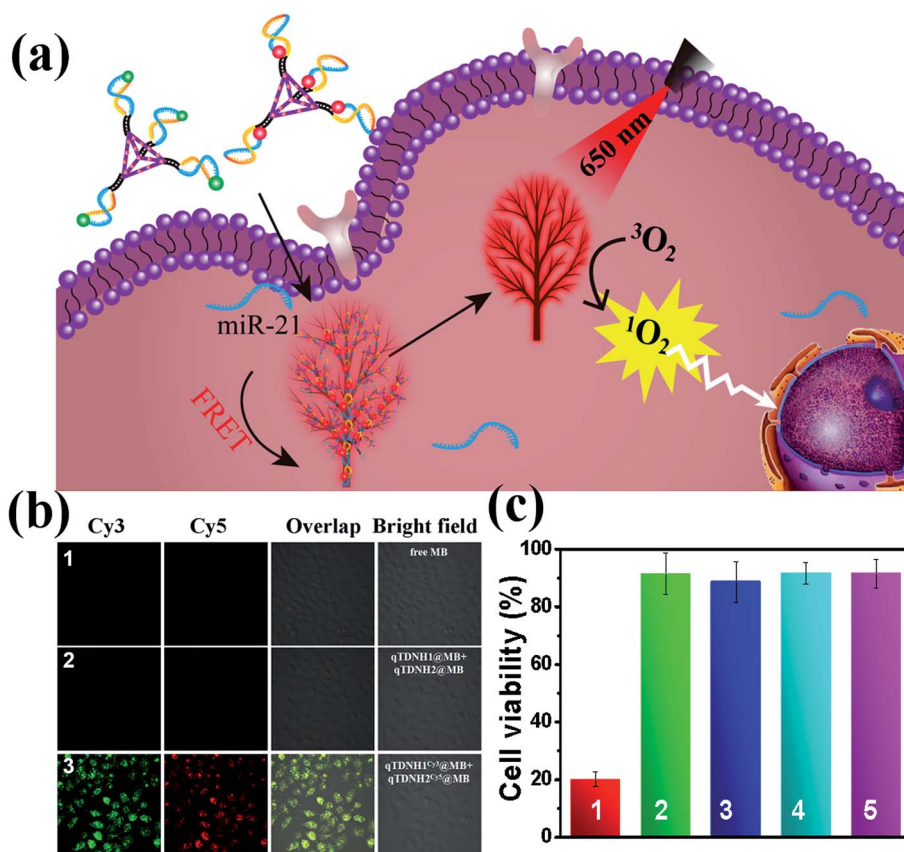 (a)
650 nm
³O₂
¹O₂
miR-21
FRET
(b)
Cy3 Cy5 Overlap Bright field
1
free MB
2
qTDNH1@MB+
qTDNH2@MB
3
qTDNH1ᶜʸ³@MB+
qTDNH2ᶜʸ⁵@MB
(c)
Cell viability (%)
100
80
60
40
20
0
1 2 3 4 5